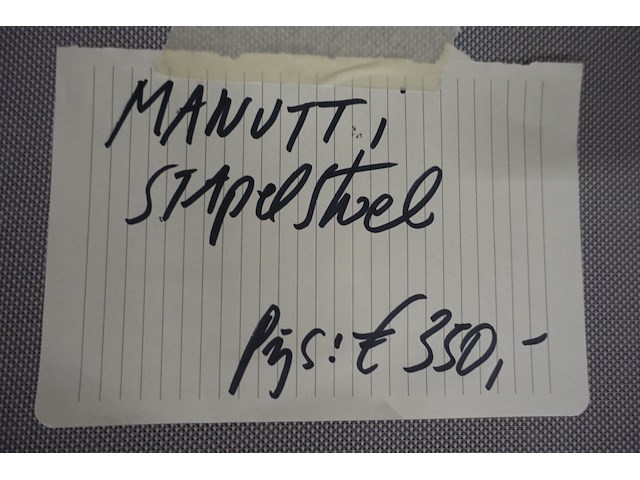 MANUTTI
STAPELSTOEL
Prijs: € 350,-